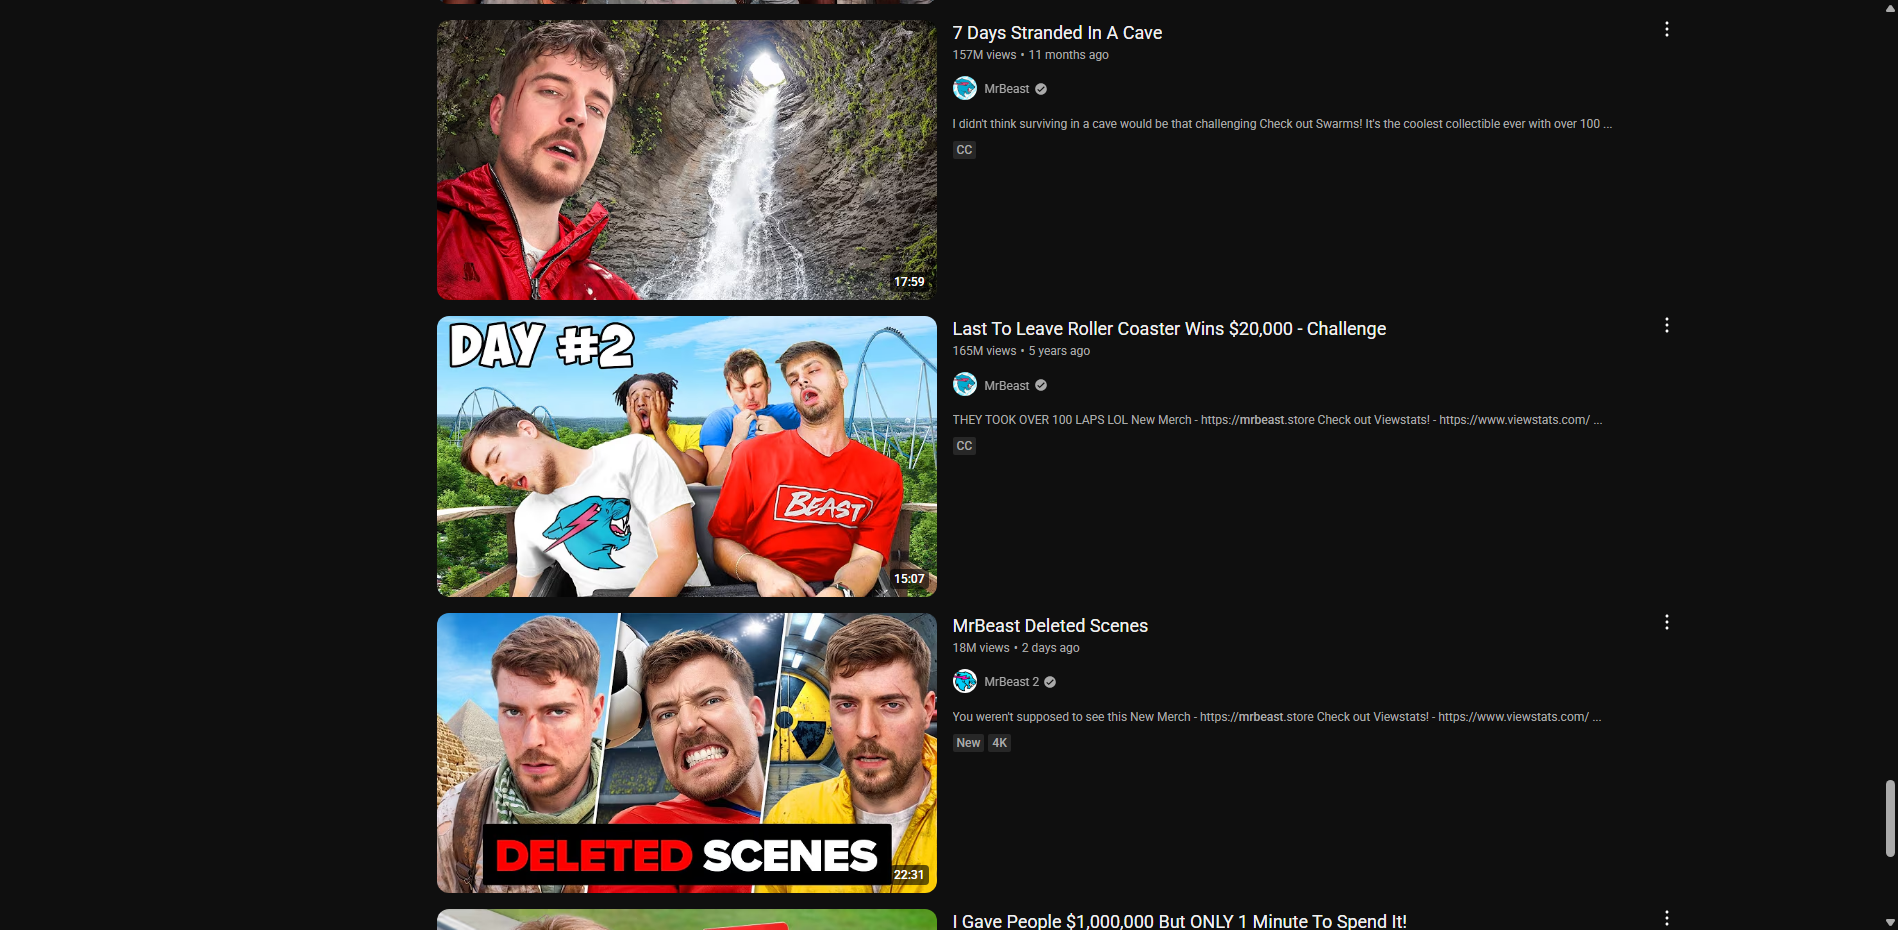 7 Days Stranded In A Cave
157M views • 11 months ago
MrBeast
I didn't think surviving in a cave would be that challenging Check out Swarms! It's the coolest collectible ever with over 100 ...
CC
17:59
DAY #2
BEAST
15:07
Last To Leave Roller Coaster Wins $20,000 - Challenge
165M views • 5 years ago
MrBeast
THEY TOOK OVER 100 LAPS LOL New Merch - https://mrbeast.store Check out Viewstats! - https://www.viewstats.com/ ...
CC
DELETED SCENES
22:31
MrBeast Deleted Scenes
18M views • 2 days ago
MrBeast 2
You weren't supposed to see this New Merch - https://mrbeast.store Check out Viewstats! - https://www.viewstats.com/ ...
New 4K
I Gave People $1,000,000 But ONLY 1 Minute To Spend It!